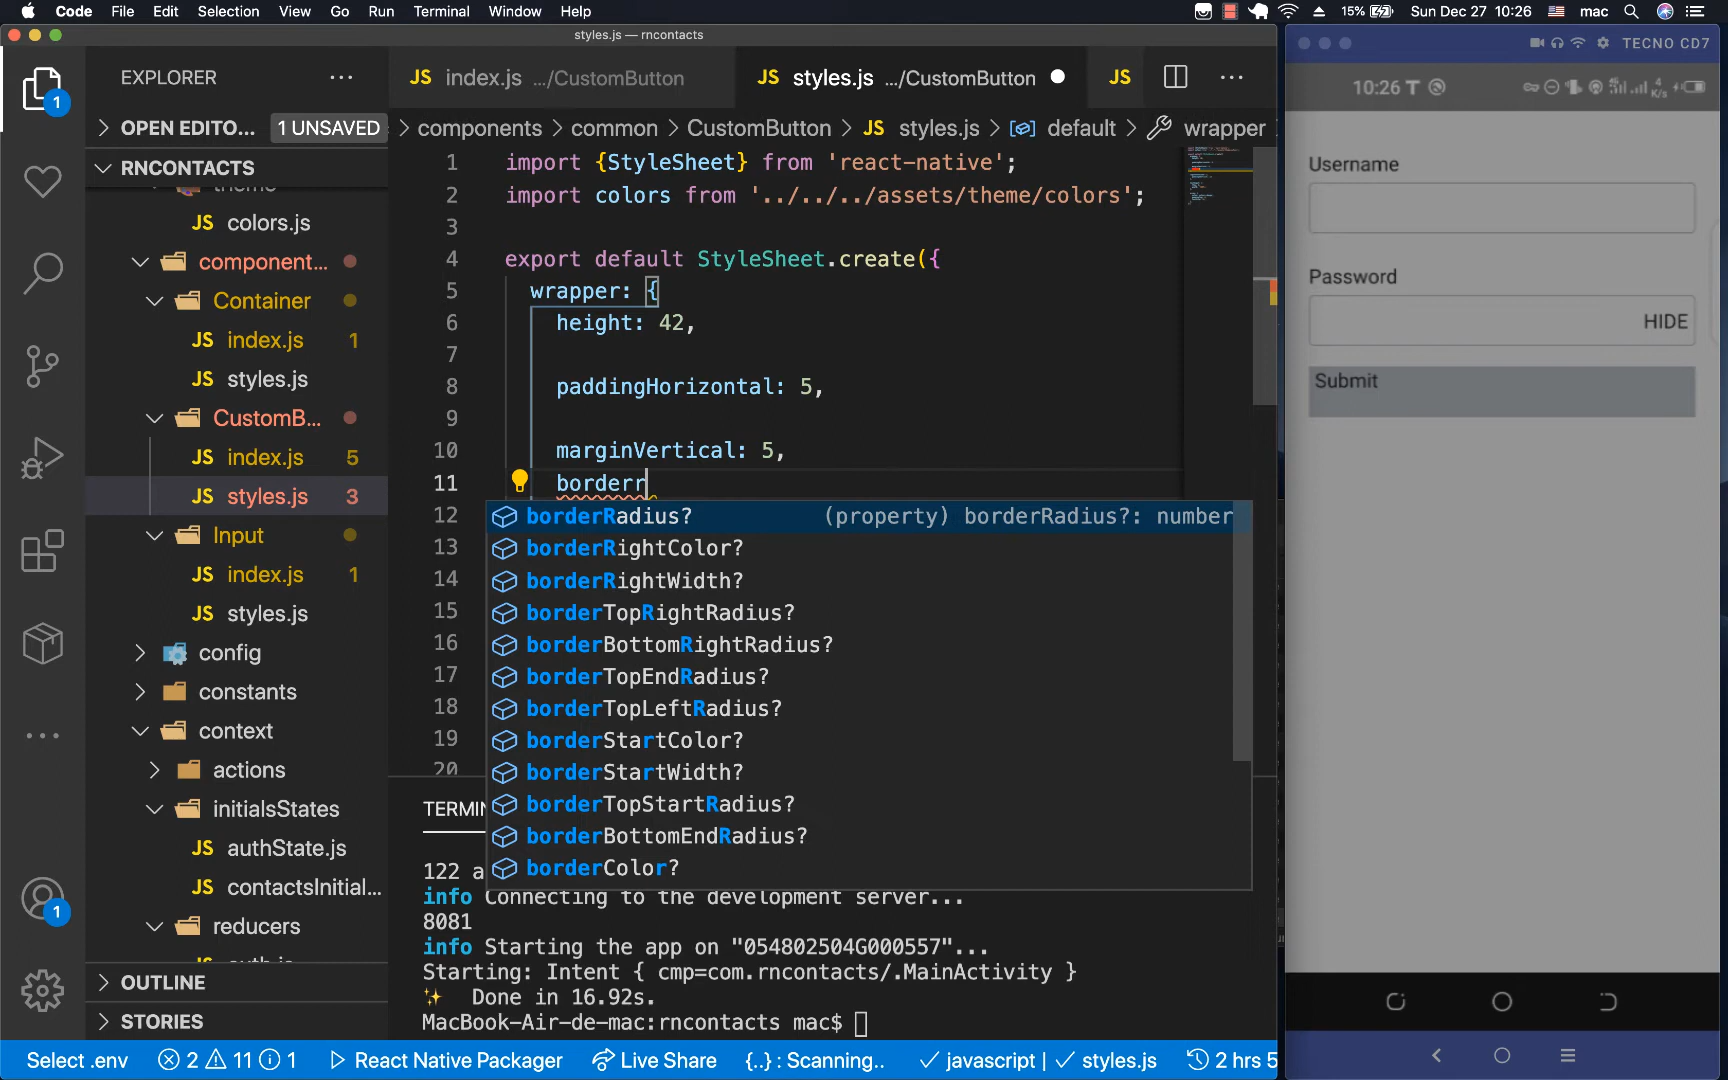 Code File Edit Selection View Go Run Terminal Window Help 15% Sun Dec 27 10:26 mac
styles.js — rncontacts
TECNO CD7
EXPLORER ...
JS index.js .../CustomButton
JS styles.js .../CustomButton
JS
10:26
OPEN EDITO... 1 UNSAVED
> components > common > CustomButton > JS styles.js > default > wrapper
RNCONTACTS
theme
JS colors.js
component...
Container
JS index.js 1
JS styles.js
CustomB...
JS index.js 5
JS styles.js 3
Input
JS index.js 1
JS styles.js
config
constants
context
actions
initialsStates
JS authState.js
JS contactsInitial...
reducers
OUTLINE
STORIES
1 import {StyleSheet} from 'react-native';
2 import colors from '../../../assets/theme/colors';
3
4 export default StyleSheet.create({
5 wrapper: {
6 height: 42,
7
8 paddingHorizontal: 5,
9
10 marginVertical: 5,
11 borderr
12
13
14
15
16
17
18
19
20
borderRadius? (property) borderRadius?: number
borderRightColor?
borderRightWidth?
borderTopRightRadius?
borderBottomRightRadius?
borderTopEndRadius?
borderTopLeftRadius?
borderStartColor?
borderStartWidth?
borderTopStartRadius?
borderBottomEndRadius?
borderColor?
TERMIN
122 a
info Connecting to the development server...
8081
info Starting the app on "054802504G000557"...
Starting: Intent { cmp=com.rncontacts/.MainActivity }
✨ Done in 16.92s.
MacBook-Air-de-mac:rncontacts mac$
Username
Password
HIDE
Submit
1
1
Select .env 2 11 1 React Native Packager Live Share {..} : Scanning.. javascript | styles.js 2 hrs 5